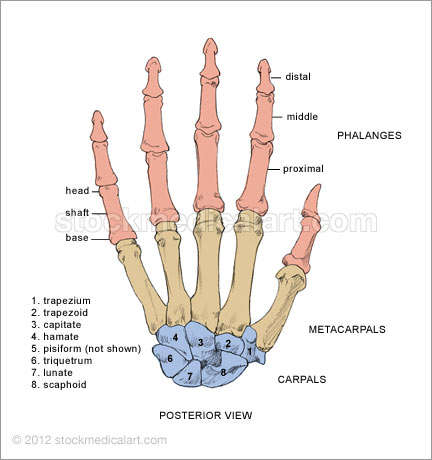 distal
middle
PHALANGES
proximal
head
shaft
base
stockmedicalart.com
1. trapezium
2. trapezoid
3. capitate
4. hamate
5. pisiform (not shown)
6. triquetrum
7. lunate
8. scaphoid
METACARPALS
4 3 2 1
6 7 8
CARPALS
POSTERIOR VIEW
© 2012 stockmedicalart.com